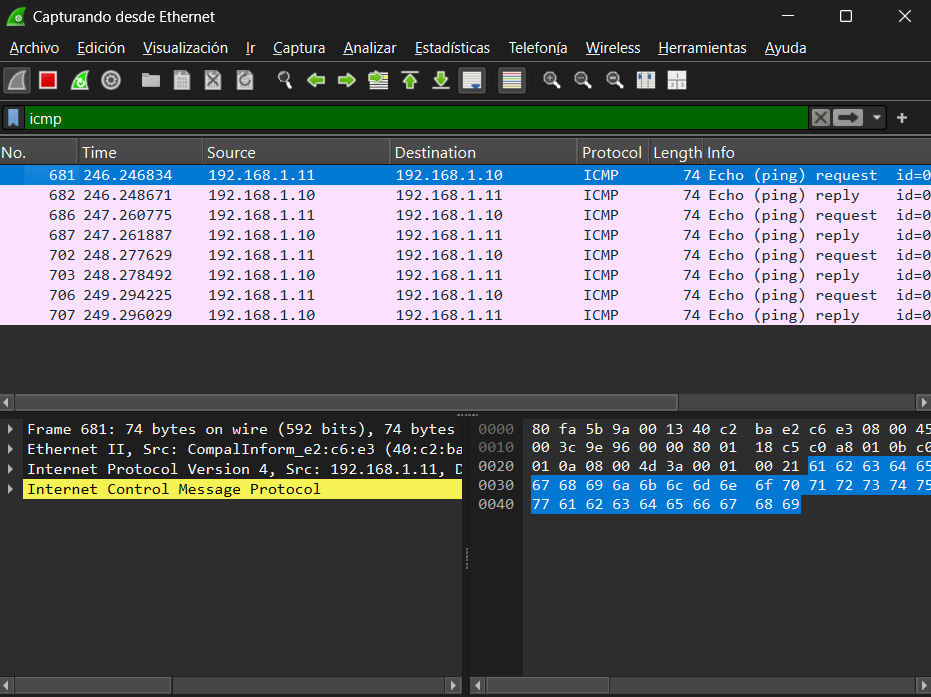 Capturando desde Ethernet
Archivo Edición Visualización Ir Captura Analizar Estadísticas Telefonía Wireless Herramientas Ayuda
icmp
No. Time Source Destination Protocol Length Info
681 246.246834 192.168.1.11 192.168.1.10 ICMP 74 Echo (ping) request id=0
682 246.248671 192.168.1.10 192.168.1.11 ICMP 74 Echo (ping) reply id=0
686 247.260775 192.168.1.11 192.168.1.10 ICMP 74 Echo (ping) request id=0
687 247.261887 192.168.1.10 192.168.1.11 ICMP 74 Echo (ping) reply id=0
702 248.277629 192.168.1.11 192.168.1.10 ICMP 74 Echo (ping) request id=0
703 248.278492 192.168.1.10 192.168.1.11 ICMP 74 Echo (ping) reply id=0
706 249.294225 192.168.1.11 192.168.1.10 ICMP 74 Echo (ping) request id=0
707 249.296029 192.168.1.10 192.168.1.11 ICMP 74 Echo (ping) reply id=0
Frame 681: 74 bytes on wire (592 bits), 74 bytes
Ethernet II, Src: CompalInform_e2:c6:e3 (40:c2:ba
Internet Protocol Version 4, Src: 192.168.1.11, D
Internet Control Message Protocol
0000 80 fa 5b 9a 00 13 40 c2 ba e2 c6 e3 08 00 45
0010 00 3c 9e 96 00 00 80 01 18 c5 c0 a8 01 0b c0
0020 01 0a 08 00 4d 3a 00 01 00 21 61 62 63 64 65
0030 67 68 69 6a 6b 6c 6d 6e 6f 70 71 72 73 74 75
0040 77 61 62 63 64 65 66 67 68 69